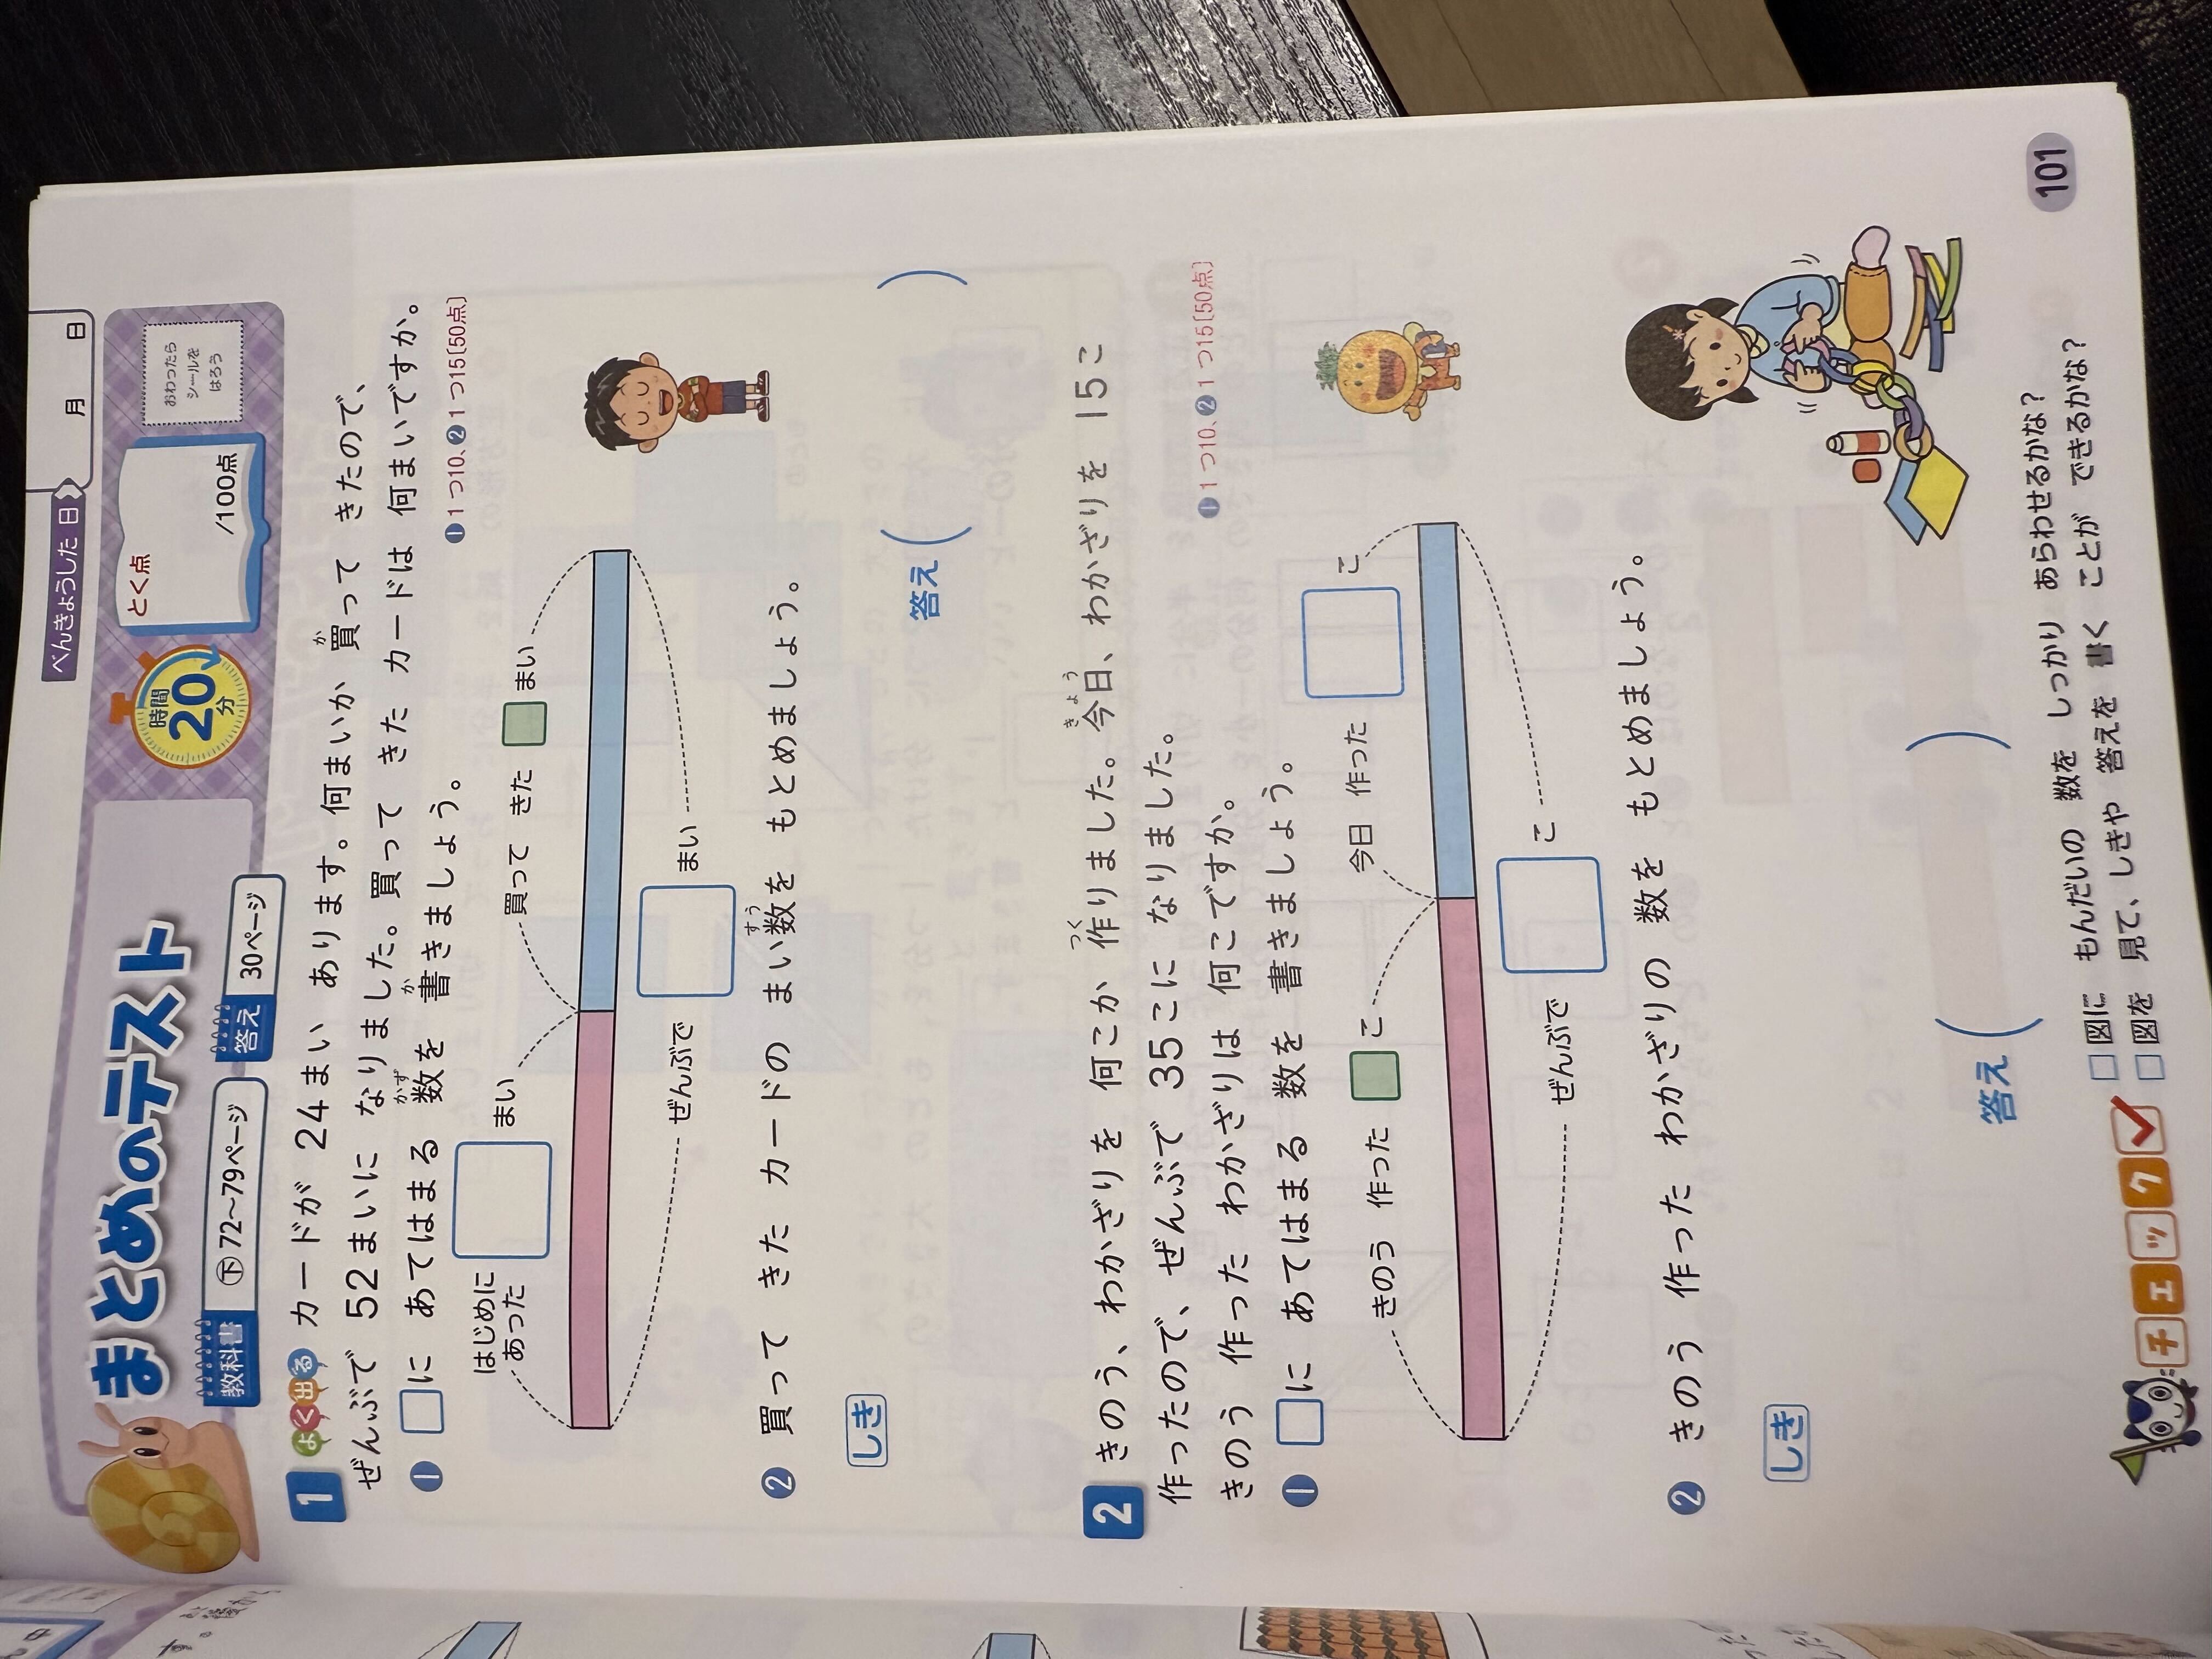 べんきょうした日
月 日
まとめのテスト
教科書 下72〜79ページ
答え 30ページ
時間
20
分
とく点
/100点
おわったら
シールを
はろう
1 よく出る カードが 24まい あります。何まいか 買って きたので、
ぜんぶで 52まいに なりました。買って きた カードは 何まいですか。
1 □に あてはまる 数を 書きましょう。
❶1つ10、❷1つ15〔50点〕
はじめに
あった □まい
買って きた □まい
ぜんぶで □まい
2 買って きた カードの まい数を もとめましょう。
しき
答え( )
2 きのう、わかざりを 何こか 作りました。今日、わかざりを 15こ
作ったので、ぜんぶで 35こに なりました。
きのう 作った わかざりは 何こですか。
❶1つ10、❷1つ15〔50点〕
1 □に あてはまる 数を 書きましょう。
きのう 作った □こ
今日 作った □こ
ぜんぶで □こ
2 きのう 作った わかざりの 数を もとめましょう。
しき
答え( )
チェック
□図に もんだいの 数を しっかり あらわせるかな?
□図を 見て、しきや 答えを 書く ことが できるかな?
101